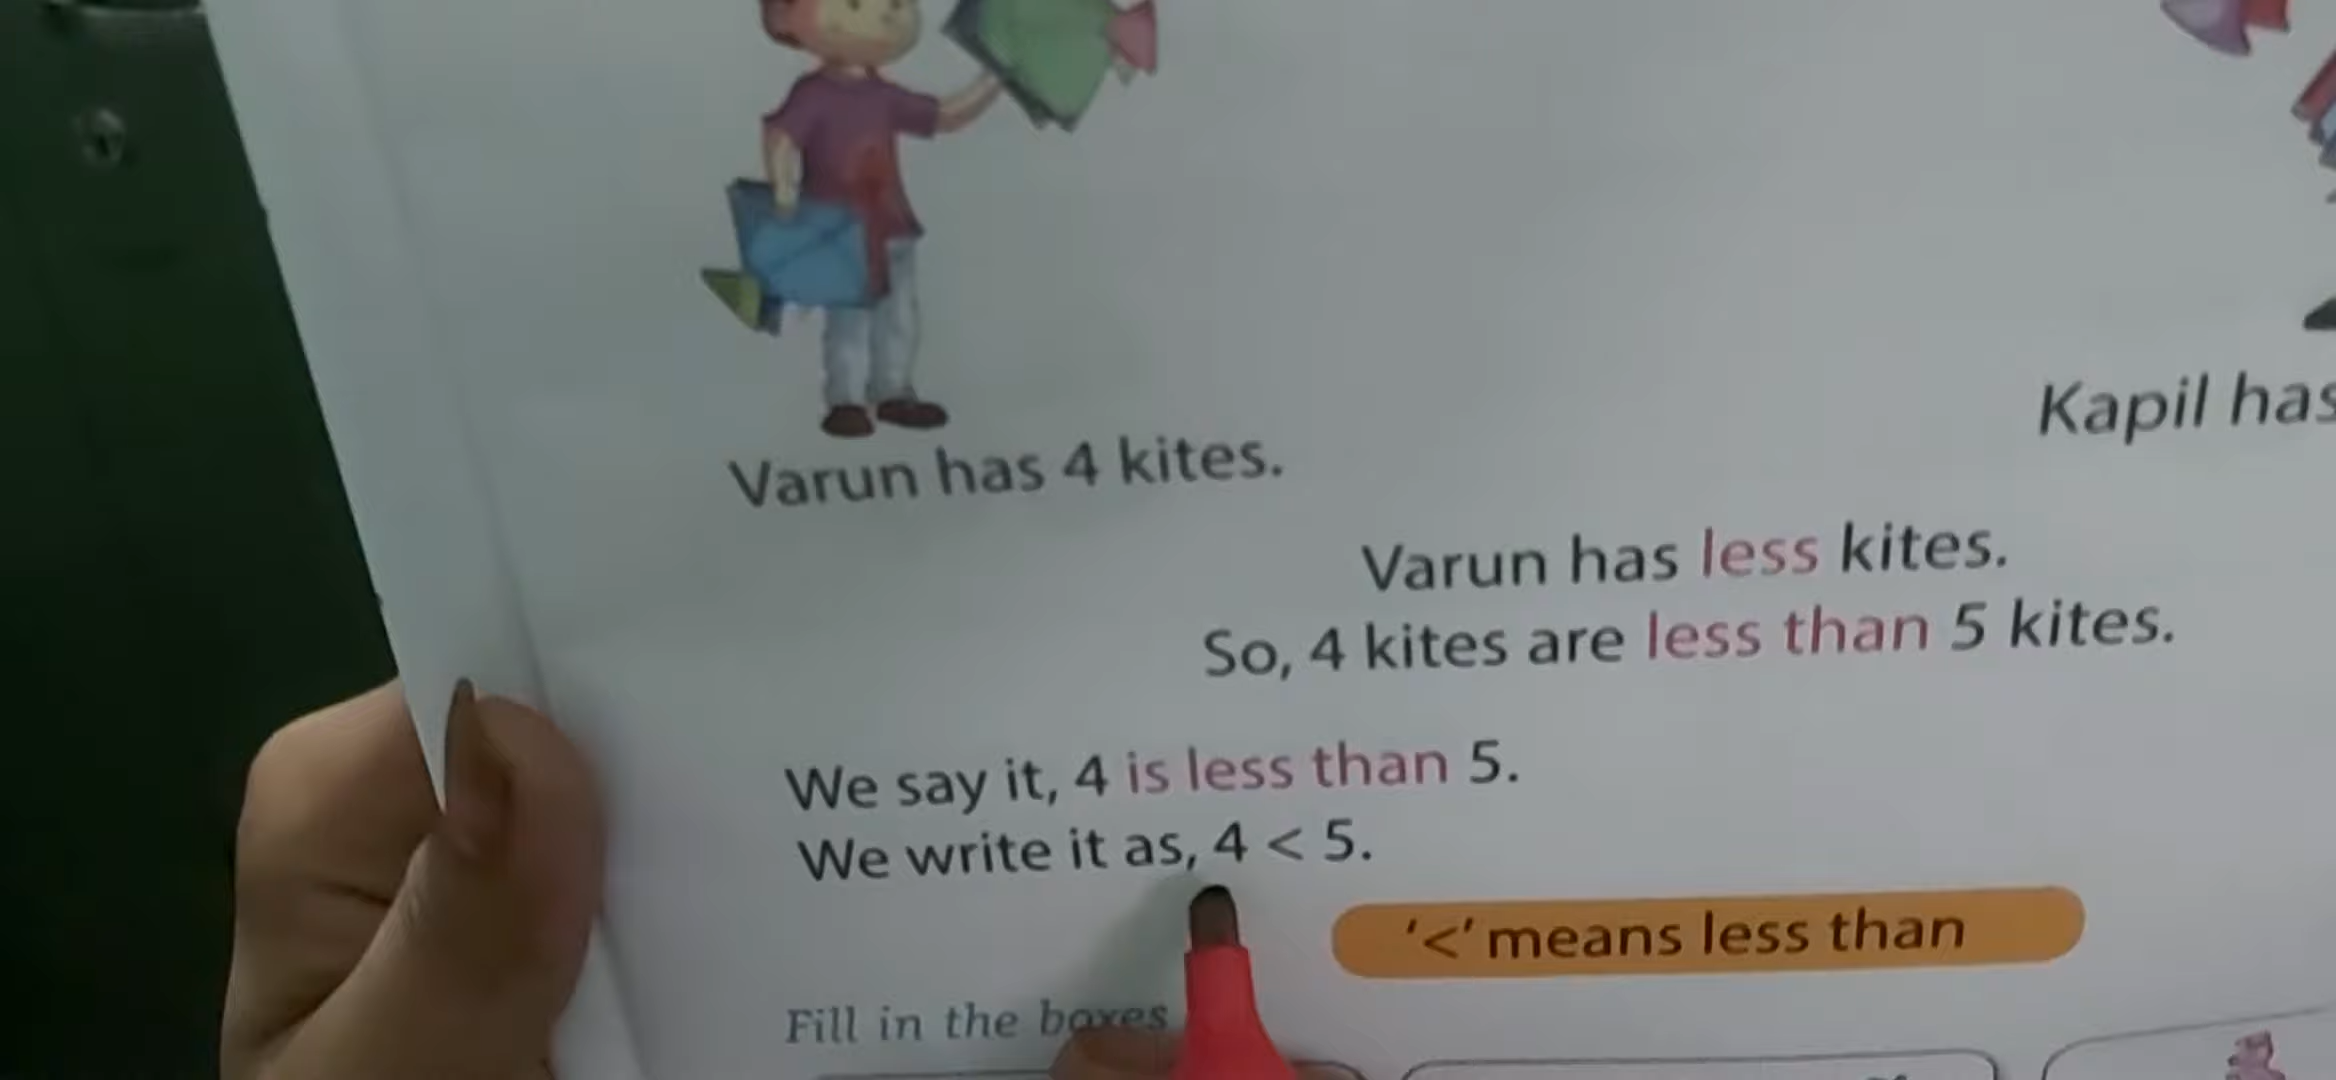 Varun has 4 kites.
Kapil has
Varun has less kites.
So, 4 kites are less than 5 kites.
We say it, 4 is less than 5.
We write it as, 4 < 5.
'<' means less than
Fill in the boxes